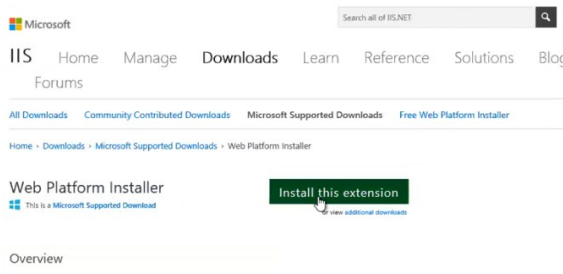 Microsoft
Search all of IIS.NET
IIS Home Manage Downloads Learn Reference Solutions Blog
Forums
All Downloads Community Contributed Downloads Microsoft Supported Downloads Free Web Platform Installer
Home › Downloads › Microsoft Supported Downloads › Web Platform Installer
Web Platform Installer
Install this extension
This is a Microsoft Supported Download
or view additional downloads
Overview